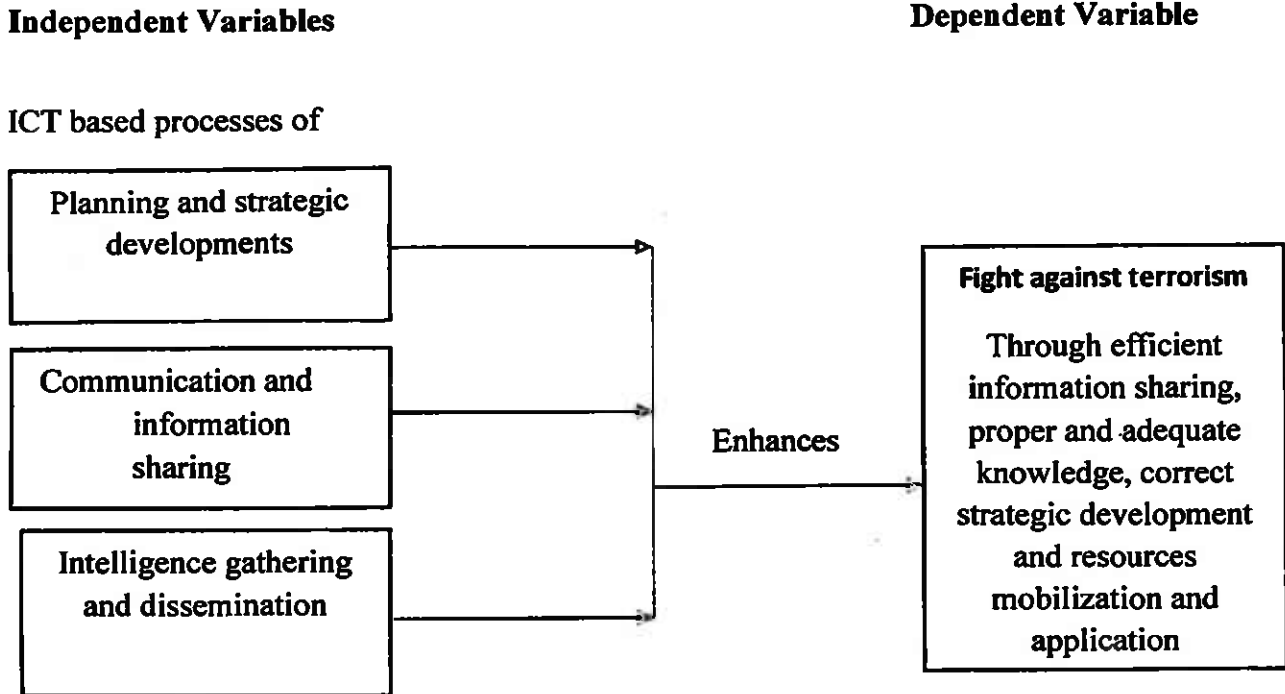 Independent Variables
Dependent Variable
ICT based processes of
Planning and strategic
developments
Communication and
information
sharing
Intelligence gathering
and dissemination
Enhances
Fight against terrorism
Through efficient
information sharing,
proper and adequate
knowledge, correct
strategic development
and resources
mobilization and
application